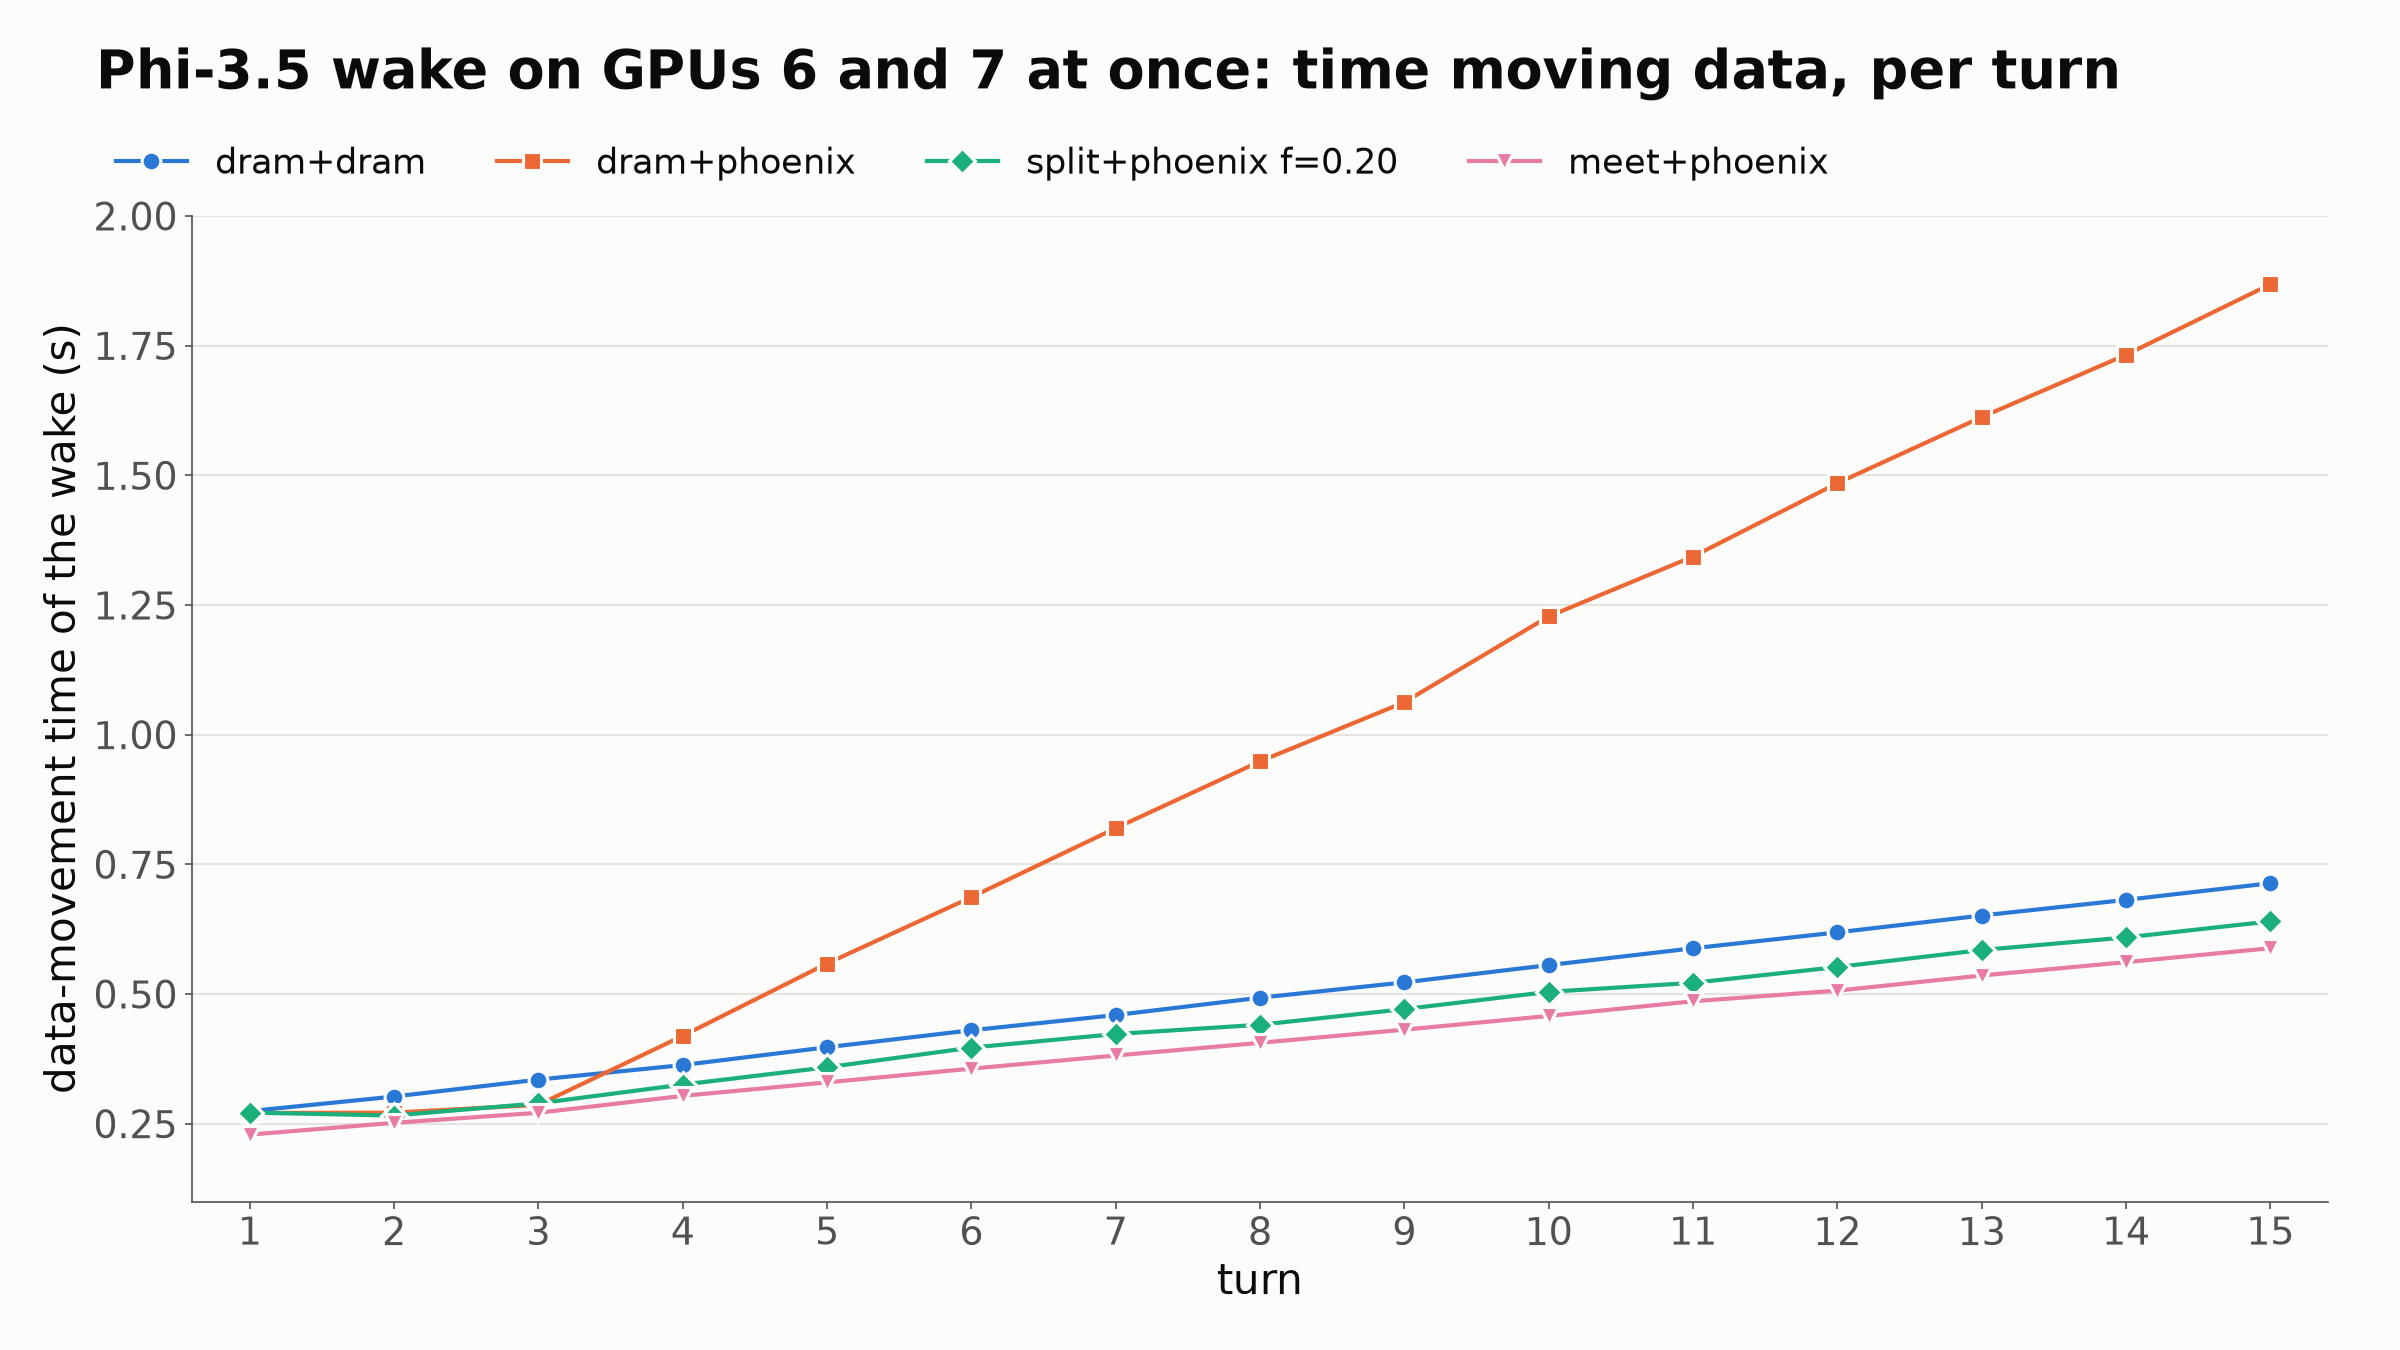 Phi-3.5 wake on GPUs 6 and 7 at once: time moving data, per turn
dram+dram dram+phoenix split+phoenix f=0.20 meet+phoenix
data-movement time of the wake (s)
2.00
1.75
1.50
1.25
1.00
0.75
0.50
0.25
1 2 3 4 5 6 7 8 9 10 11 12 13 14 15
turn